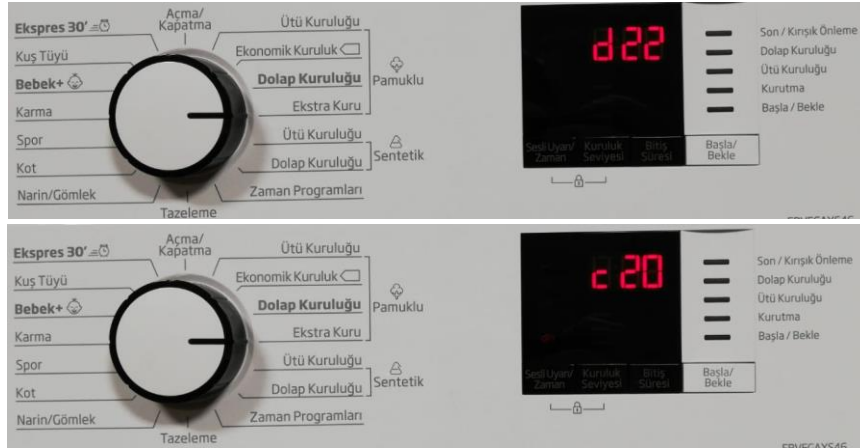 Açma/
Kapatma
Ekspres 30'
Kuş Tüyü
Bebek+
Karma
Spor
Kot
Narin/Gömlek
Tazeleme
Ütü Kuruluğu
Ekonomik Kuruluk
Dolap Kuruluğu
Ekstra Kuru
Pamuklu
Ütü Kuruluğu
Dolap Kuruluğu
Sentetik
Zaman Programları
d22
Sesli Uyarı/
Zaman
Kuruluk
Seviyesi
Bitiş
Süresi
Başla/
Bekle
Son / Kırışık Önleme
Dolap Kuruluğu
Ütü Kuruluğu
Kurutma
Başla / Bekle
Açma/
Kapatma
Ekspres 30'
Kuş Tüyü
Bebek+
Karma
Spor
Kot
Narin/Gömlek
Tazeleme
Ütü Kuruluğu
Ekonomik Kuruluk
Dolap Kuruluğu
Ekstra Kuru
Pamuklu
Ütü Kuruluğu
Dolap Kuruluğu
Sentetik
Zaman Programları
c20
Sesli Uyarı/
Zaman
Kuruluk
Seviyesi
Bitiş
Süresi
Başla/
Bekle
Son / Kırışık Önleme
Dolap Kuruluğu
Ütü Kuruluğu
Kurutma
Başla / Bekle